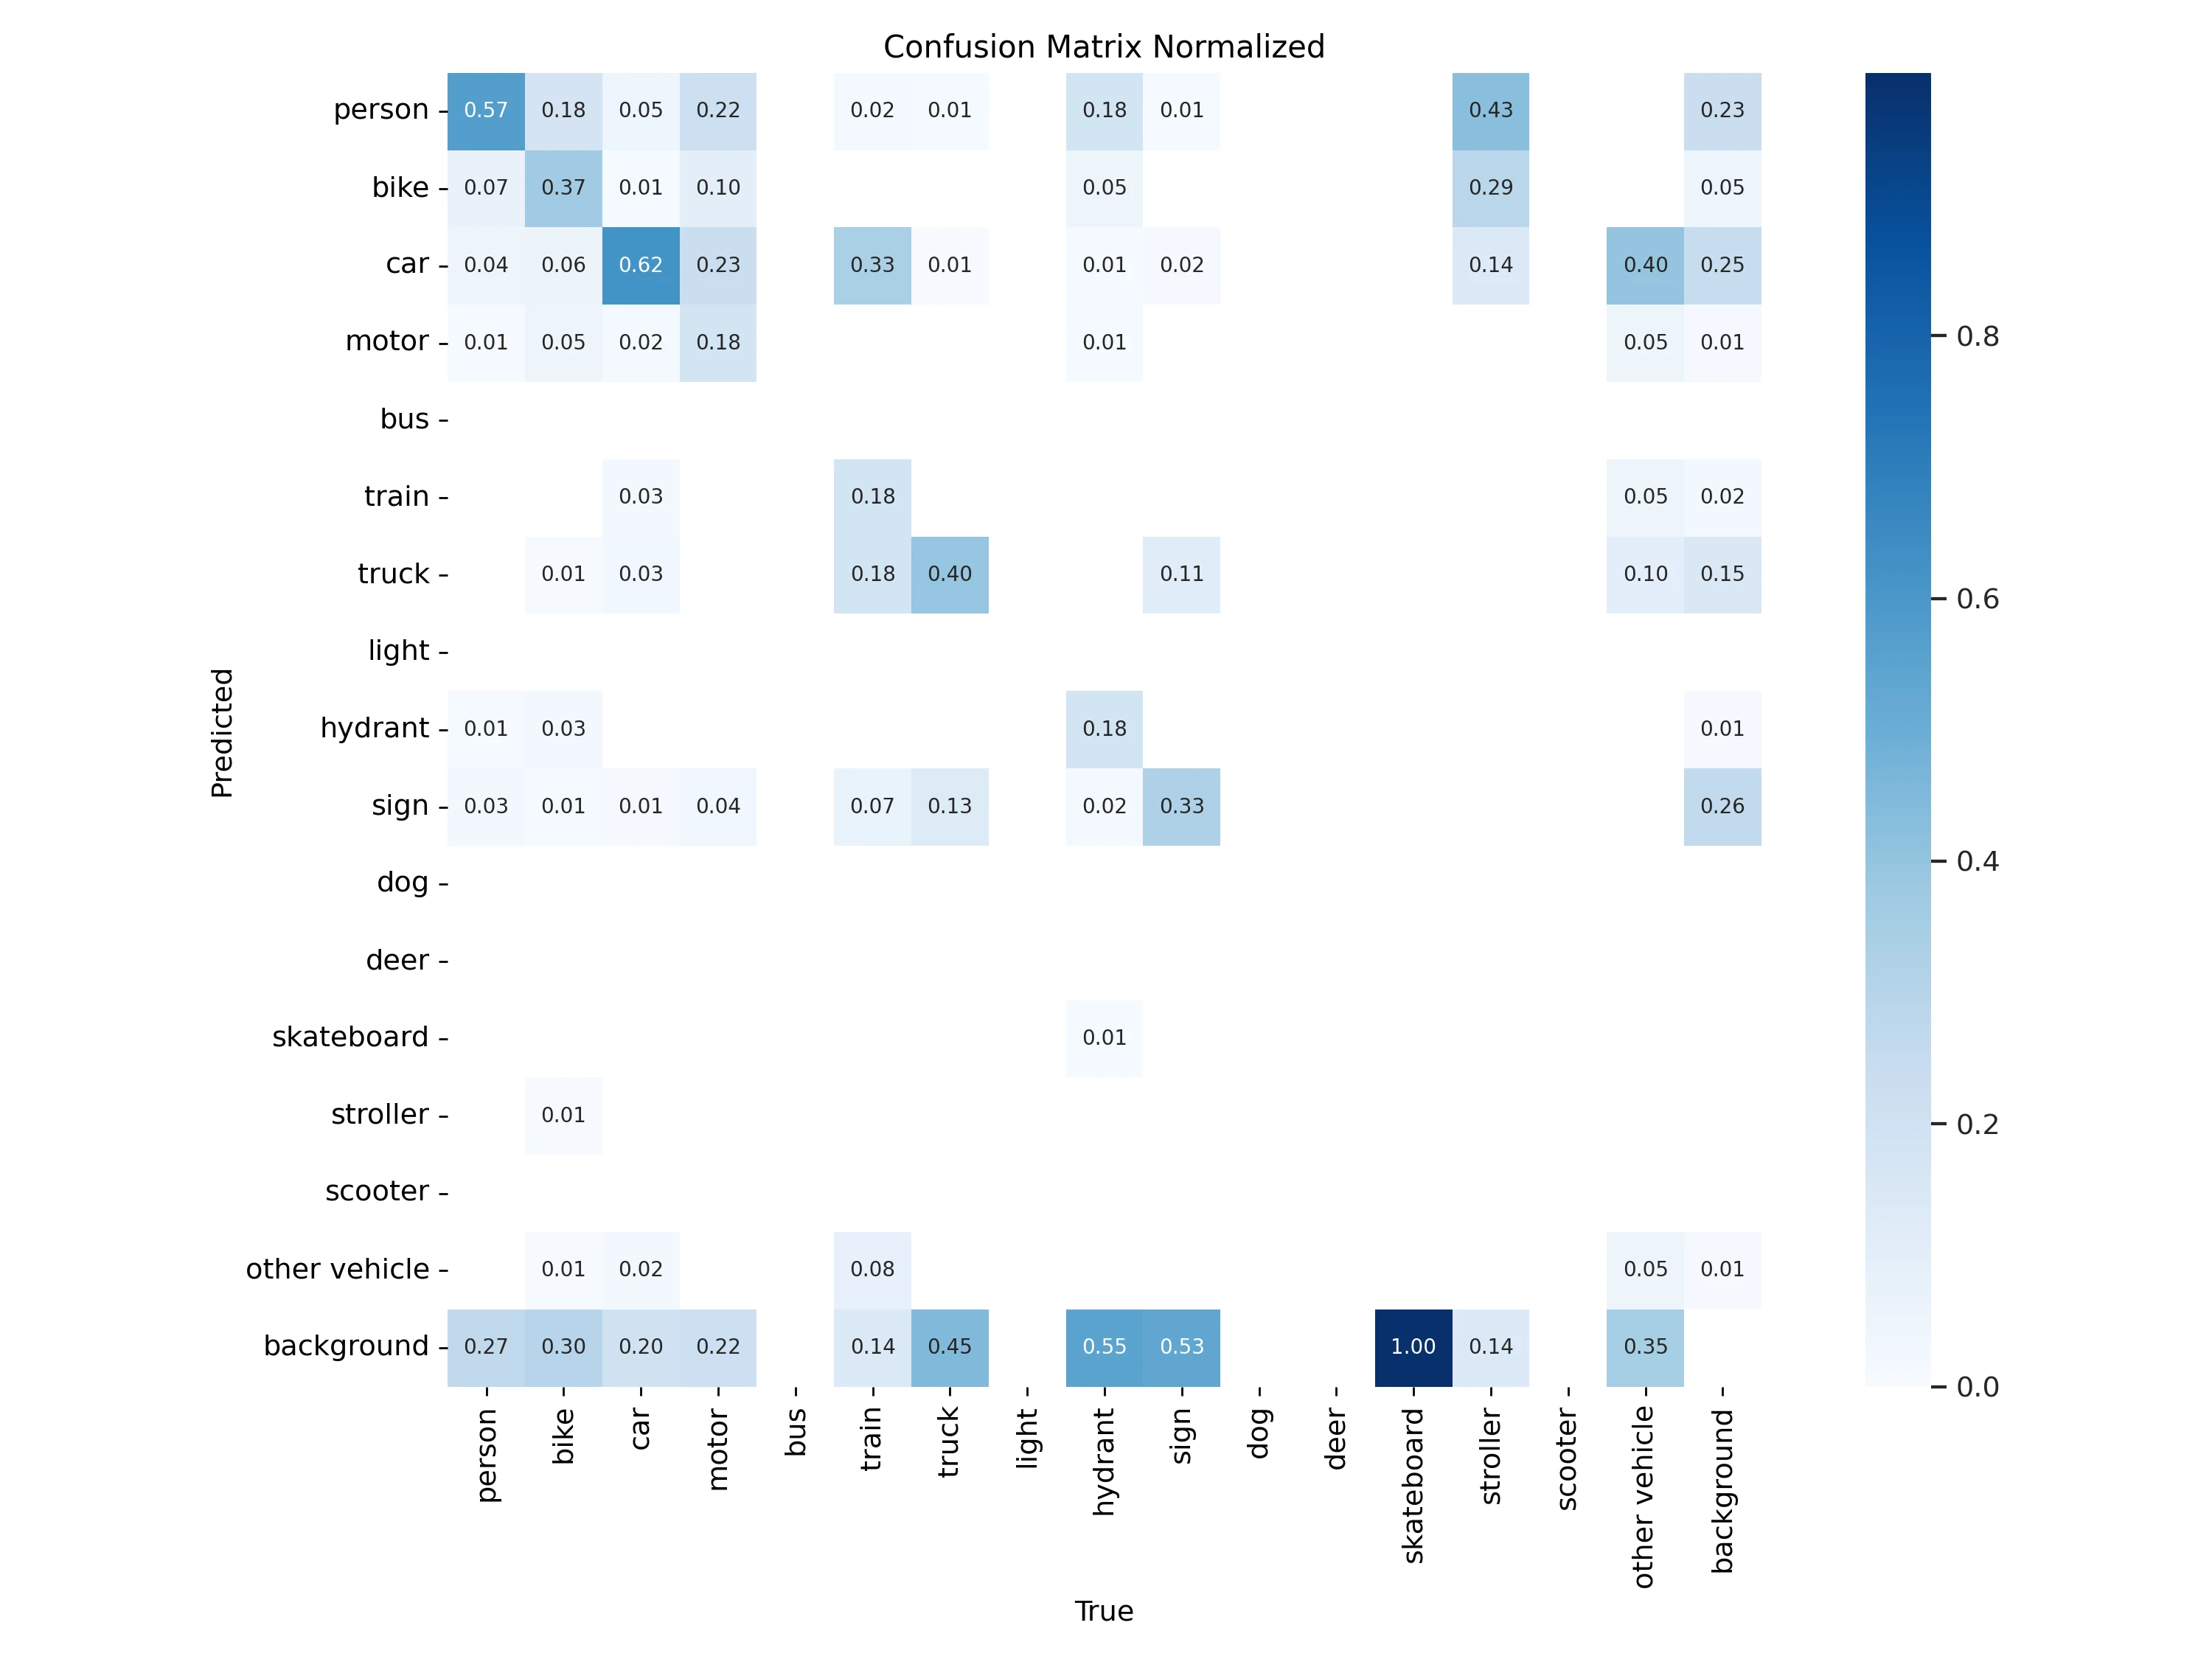 Confusion Matrix Normalized
person 0.57 0.18 0.05 0.22 0.02 0.01 0.18 0.01 0.43 0.23
bike 0.07 0.37 0.01 0.10 0.05 0.29 0.05
car 0.04 0.06 0.62 0.23 0.33 0.01 0.01 0.02 0.14 0.40 0.25
motor 0.01 0.05 0.02 0.18 0.01 0.05 0.01
0.8
bus
train 0.03 0.18 0.05 0.02
truck 0.01 0.03 0.18 0.40 0.11 0.10 0.15
0.6
light
hydrant 0.01 0.03 0.18 0.01
Predicted
sign 0.03 0.01 0.01 0.04 0.07 0.13 0.02 0.33 0.26
0.4
dog
deer
skateboard 0.01
stroller 0.01
0.2
scooter
other vehicle 0.01 0.02 0.08 0.05 0.01
background 0.27 0.30 0.20 0.22 0.14 0.45 0.55 0.53 1.00 0.14 0.35
0.0
person bike car motor bus train truck light hydrant sign dog deer skateboard stroller scooter other vehicle background
True